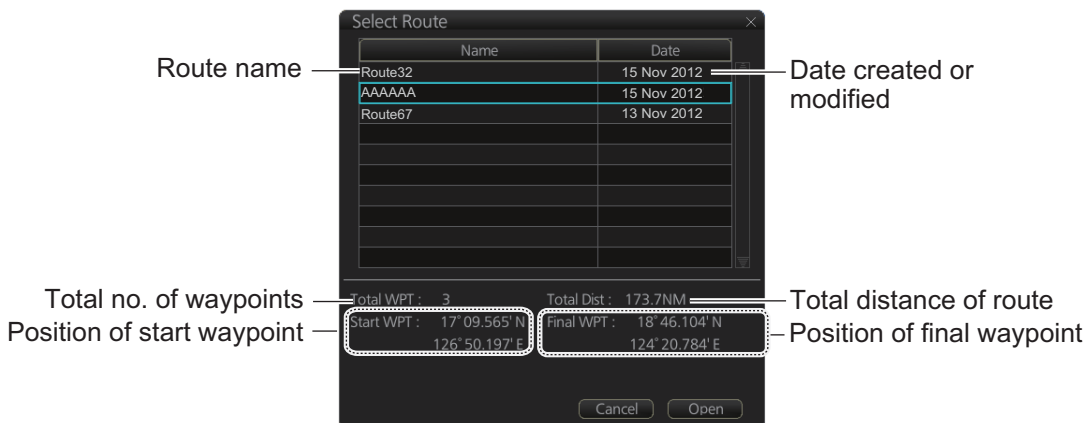 Select Route ×
Name Date
Route name Route32 15 Nov 2012 Date created or
modified
AAAAAA 15 Nov 2012
Route67 13 Nov 2012
Total no. of waypoints Total WPT : 3 Total Dist : 173.7NM Total distance of route
Position of start waypoint Start WPT : 17°09.565' N Final WPT : 18°46.104' N Position of final waypoint
126°50.197' E 124°20.784' E
Cancel Open